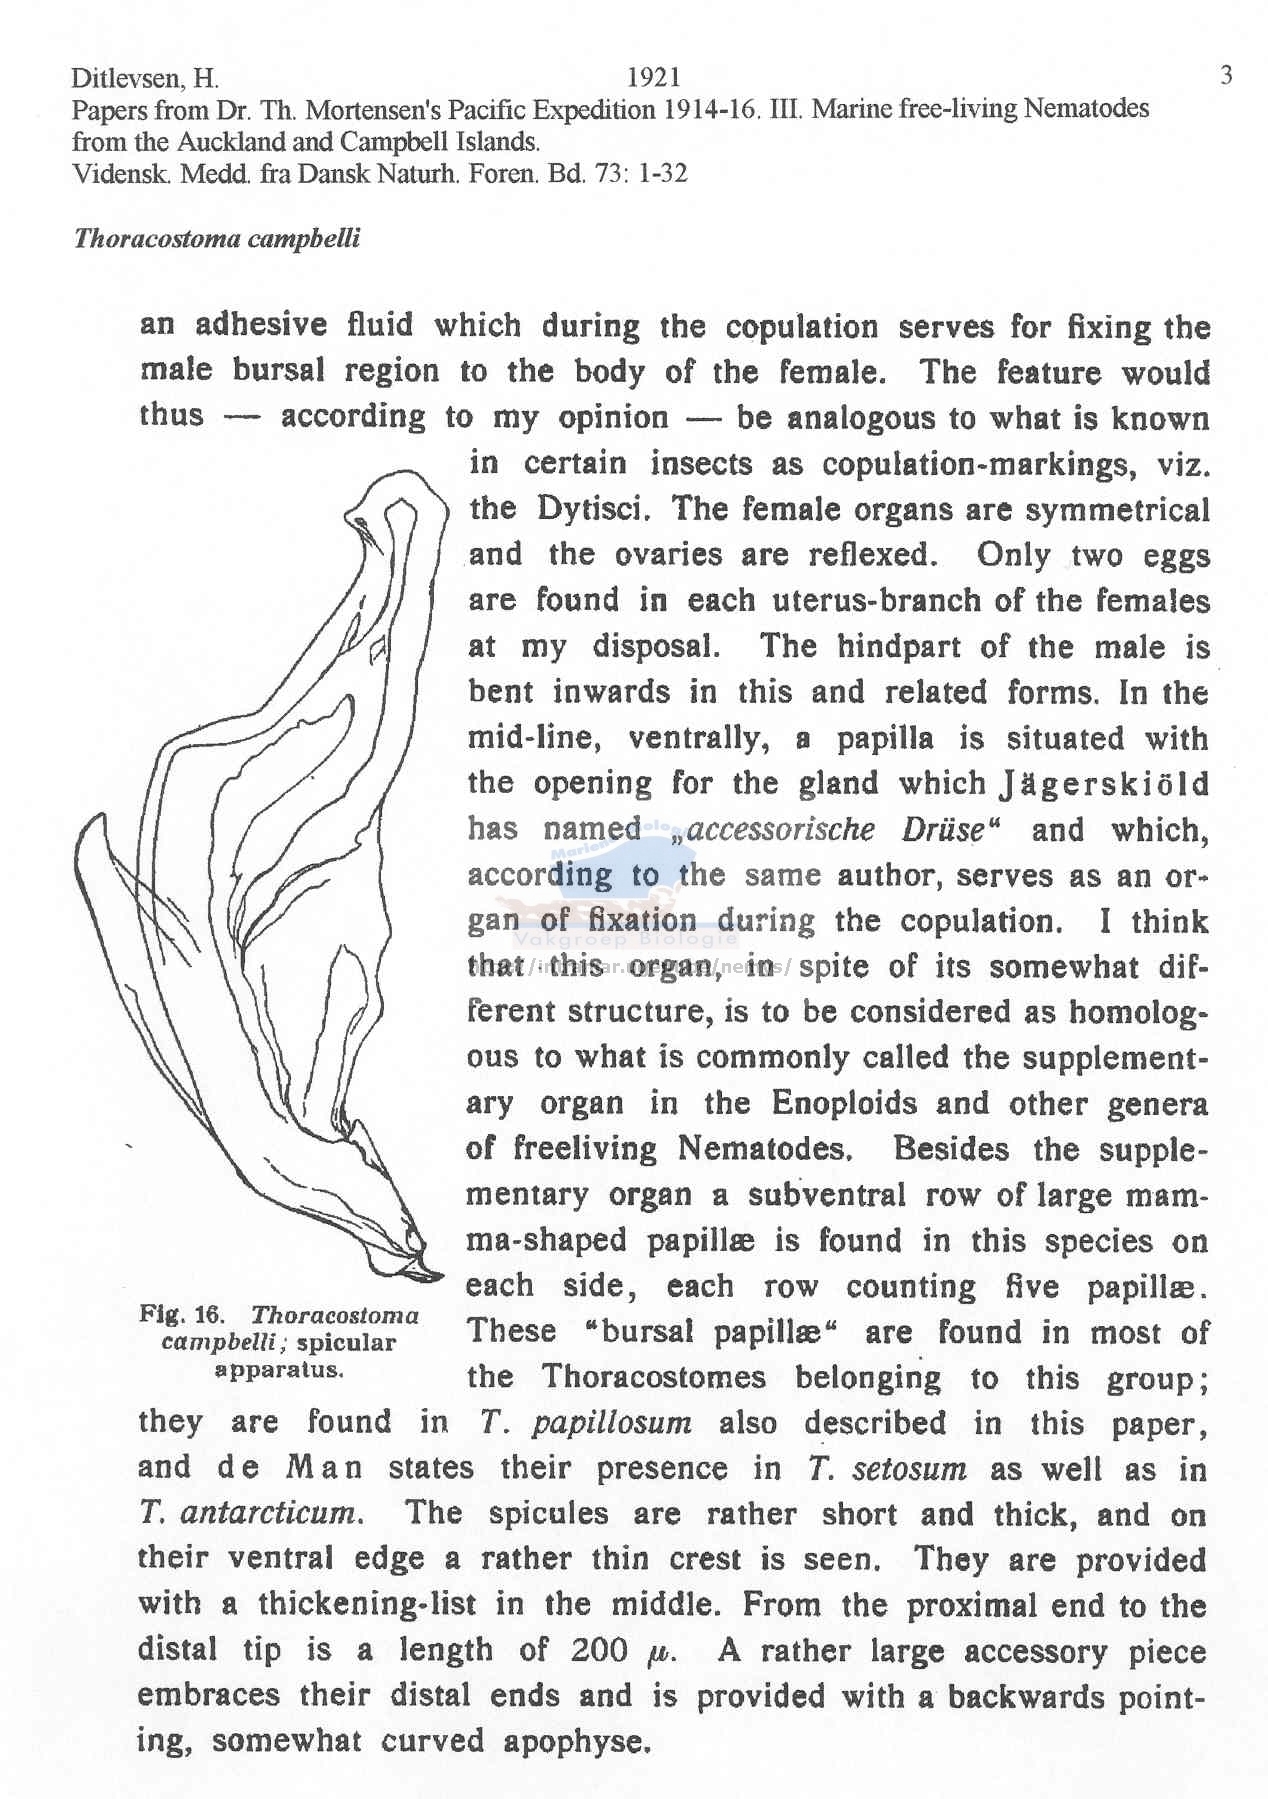 Ditlevsen, H.
1921
3
Papers from Dr. Th. Mortensen's Pacific Expedition 1914-16. III. Marine free-living Nematodes
from the Auckland and Campbell Islands.
Vidensk. Medd. fra Dansk Naturh. Foren. Bd. 73: 1-32
Thoracostoma campbelli
an adhesive fluid which during the copulation serves for fixing the
male bursal region to the body of the female. The feature would
thus — according to my opinion — be analogous to what is known
in certain insects as copulation-markings, viz.
the Dytisci. The female organs are symmetrical
and the ovaries are reflexed. Only two eggs
are found in each uterus-branch of the females
at my disposal. The hindpart of the male is
bent inwards in this and related forms. In the
mid-line, ventrally, a papilla is situated with
the opening for the gland which Jägerskiöld
has named „accessorische Drüse“ and which,
according to the same author, serves as an or-
gan of fixation during the copulation. I think
that this organ, in spite of its somewhat dif-
ferent structure, is to be considered as homolog-
ous to what is commonly called the supplement-
ary organ in the Enoploids and other genera
of freeliving Nematodes. Besides the supple-
mentary organ a subventral row of large mam-
ma-shaped papillæ is found in this species on
each side, each row counting five papillæ.
These “bursal papillæ“ are found in most of
the Thoracostomes belonging to this group;
Fig. 16. Thoracostoma
campbelli; spicular
apparatus.
they are found in T. papillosum also described in this paper,
and de Man states their presence in T. setosum as well as in
T. antarcticum. The spicules are rather short and thick, and on
their ventral edge a rather thin crest is seen. They are provided
with a thickening-list in the middle. From the proximal end to the
distal tip is a length of 200 μ. A rather large accessory piece
embraces their distal ends and is provided with a backwards point-
ing, somewhat curved apophyse.
Vakgroep Biologie